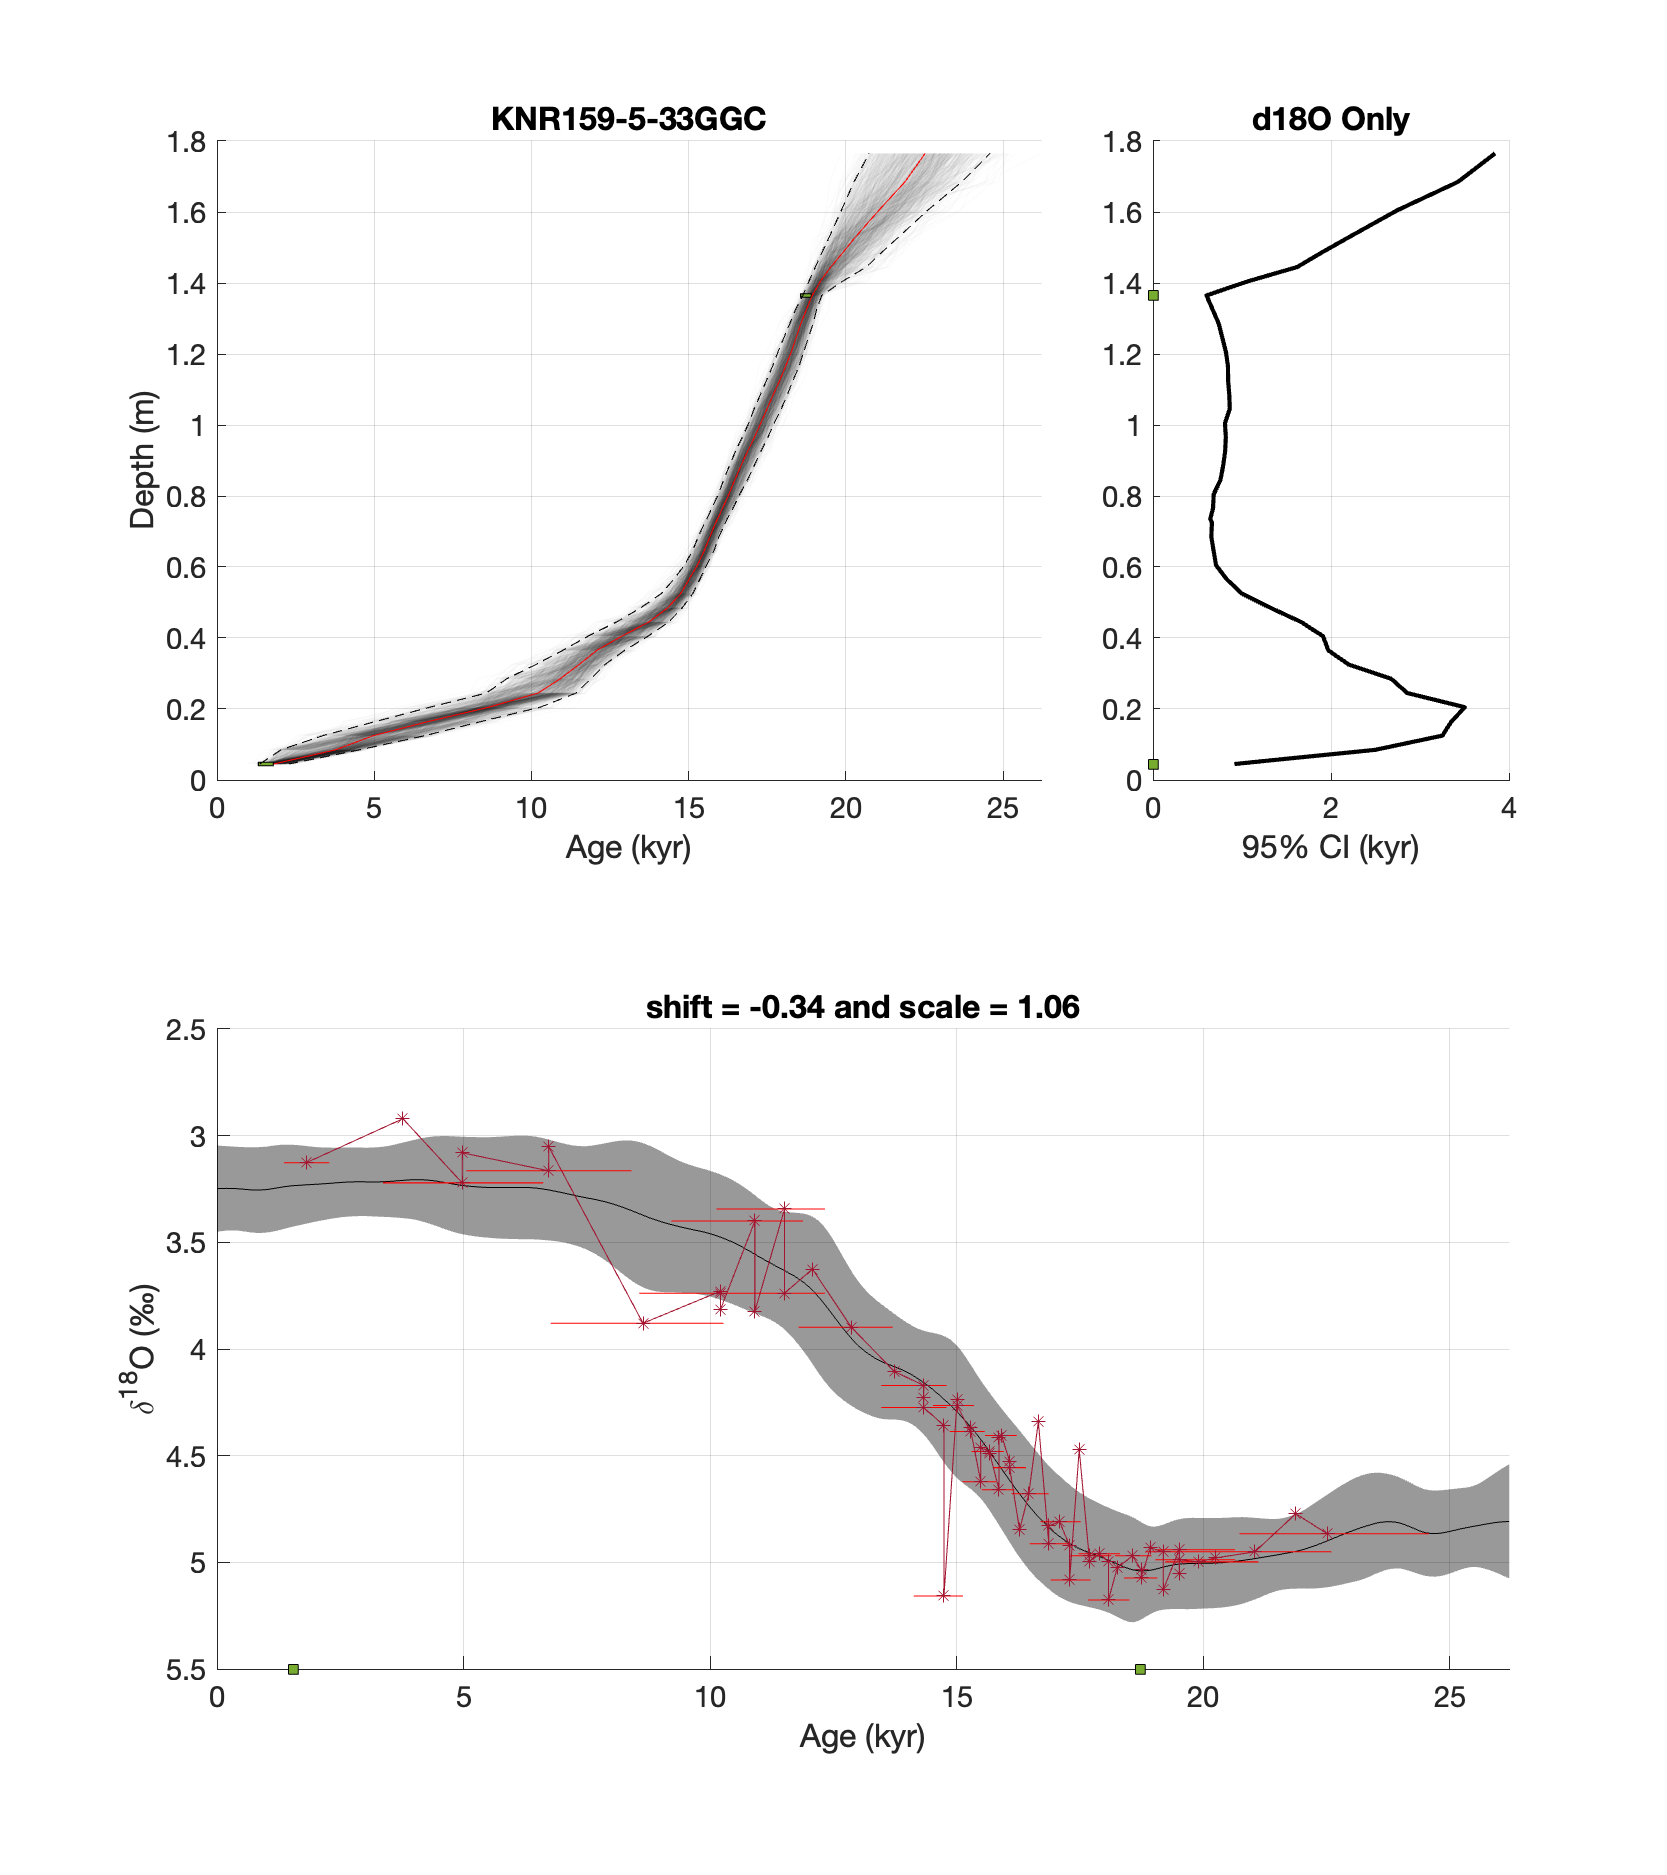 KNR159-5-33GGC
1.8
1.6
1.4
1.2
1
0.8
0.6
0.4
0.2
0
Depth (m)
0 5 10 15 20 25
Age (kyr)
d18O Only
1.8
1.6
1.4
1.2
1
0.8
0.6
0.4
0.2
0
0 2 4
95% CI (kyr)
shift = -0.34 and scale = 1.06
2.5
3
3.5
4
4.5
5
5.5
δ¹⁸O (‰)
0 5 10 15 20 25
Age (kyr)